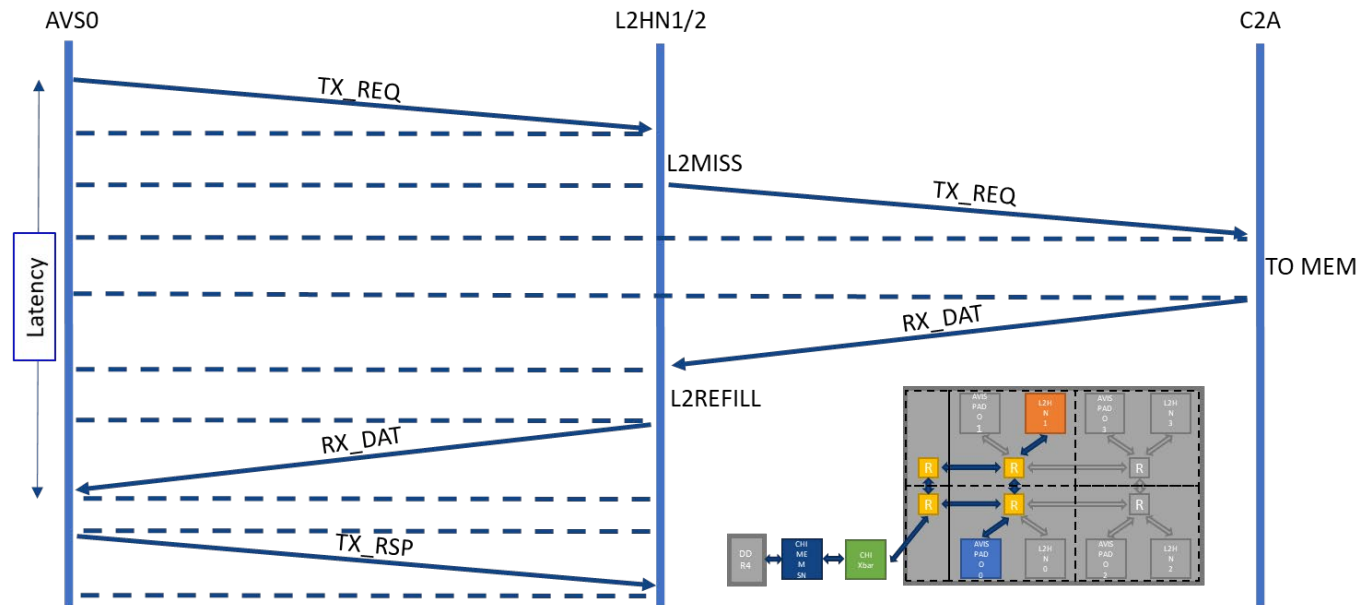 AVS0
L2HN1/2
C2A
TX_REQ
L2MISS
TX_REQ
TO MEM
Latency
RX_DAT
L2REFILL
RX_DAT
TX_RSP
AVIS
PAD
O
1
L2H
N
1
AVIS
PAD
O
1
L2H
N
3
R
R
R
R
R
R
DD
R4
CHI
ME
M
SN
CHI
Xbar
AVIS
PAD
O
0
L2H
N
0
AVIS
PAD
O
L2H
N
2